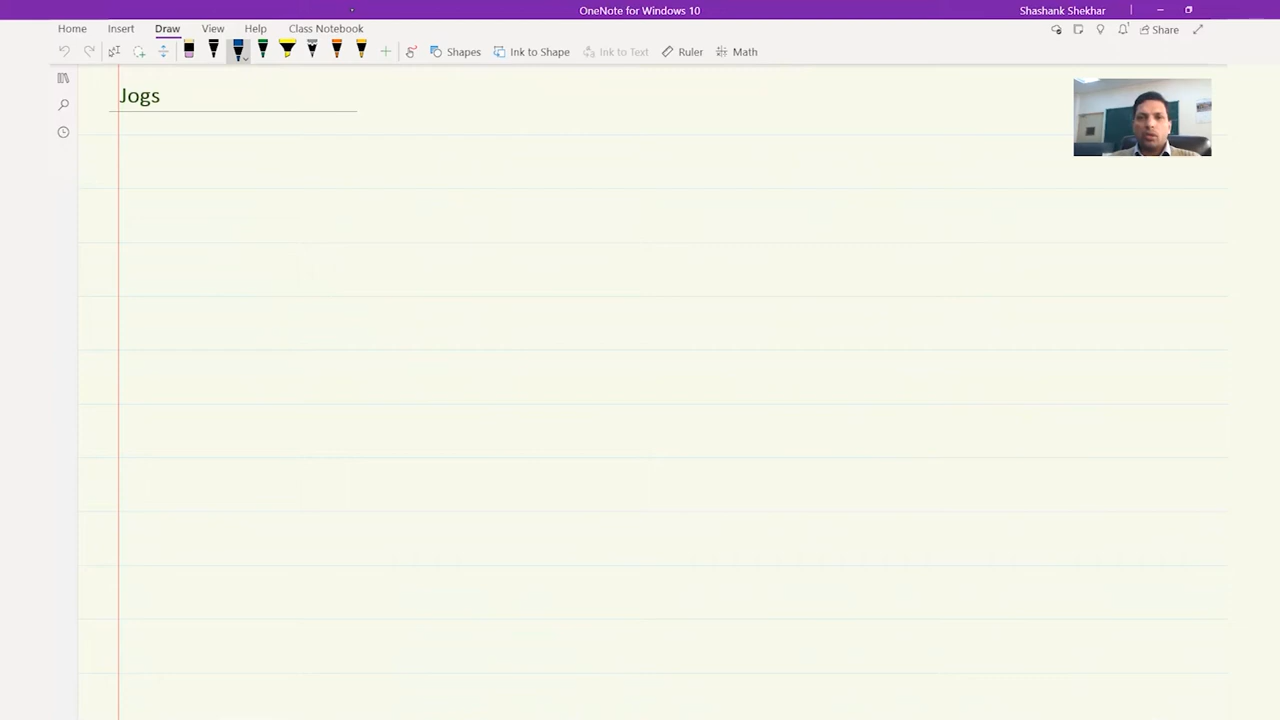 OneNote for Windows 10
Shashank Shekhar
Home Insert Draw View Help Class Notebook
Share
Shapes Ink to Shape Ink to Text Ruler Math
Jogs